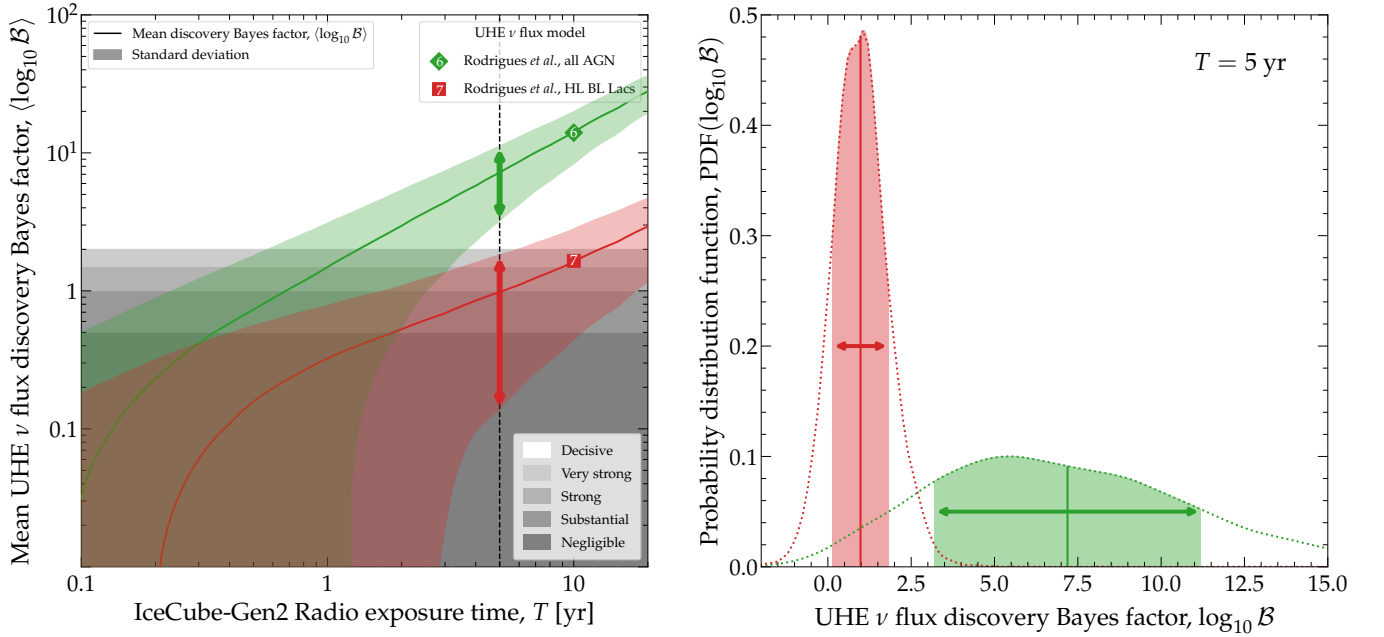 Mean UHE ν flux discovery Bayes factor, ⟨log₁₀ ℬ⟩
10²
10¹
1
0.1
Mean discovery Bayes factor, ⟨log₁₀ ℬ⟩
Standard deviation
UHE ν flux model
6 Rodrigues et al., all AGN
7 Rodrigues et al., HL BL Lacs
6
7
Decisive
Very strong
Strong
Substantial
Negligible
0.1 1 10
IceCube-Gen2 Radio exposure time, T [yr]
Probability distribution function, PDF(log₁₀ ℬ)
0.5
0.4
0.3
0.2
0.1
0.0
T = 5 yr
0.0 2.5 5.0 7.5 10.0 12.5 15.0
UHE ν flux discovery Bayes factor, log₁₀ ℬ